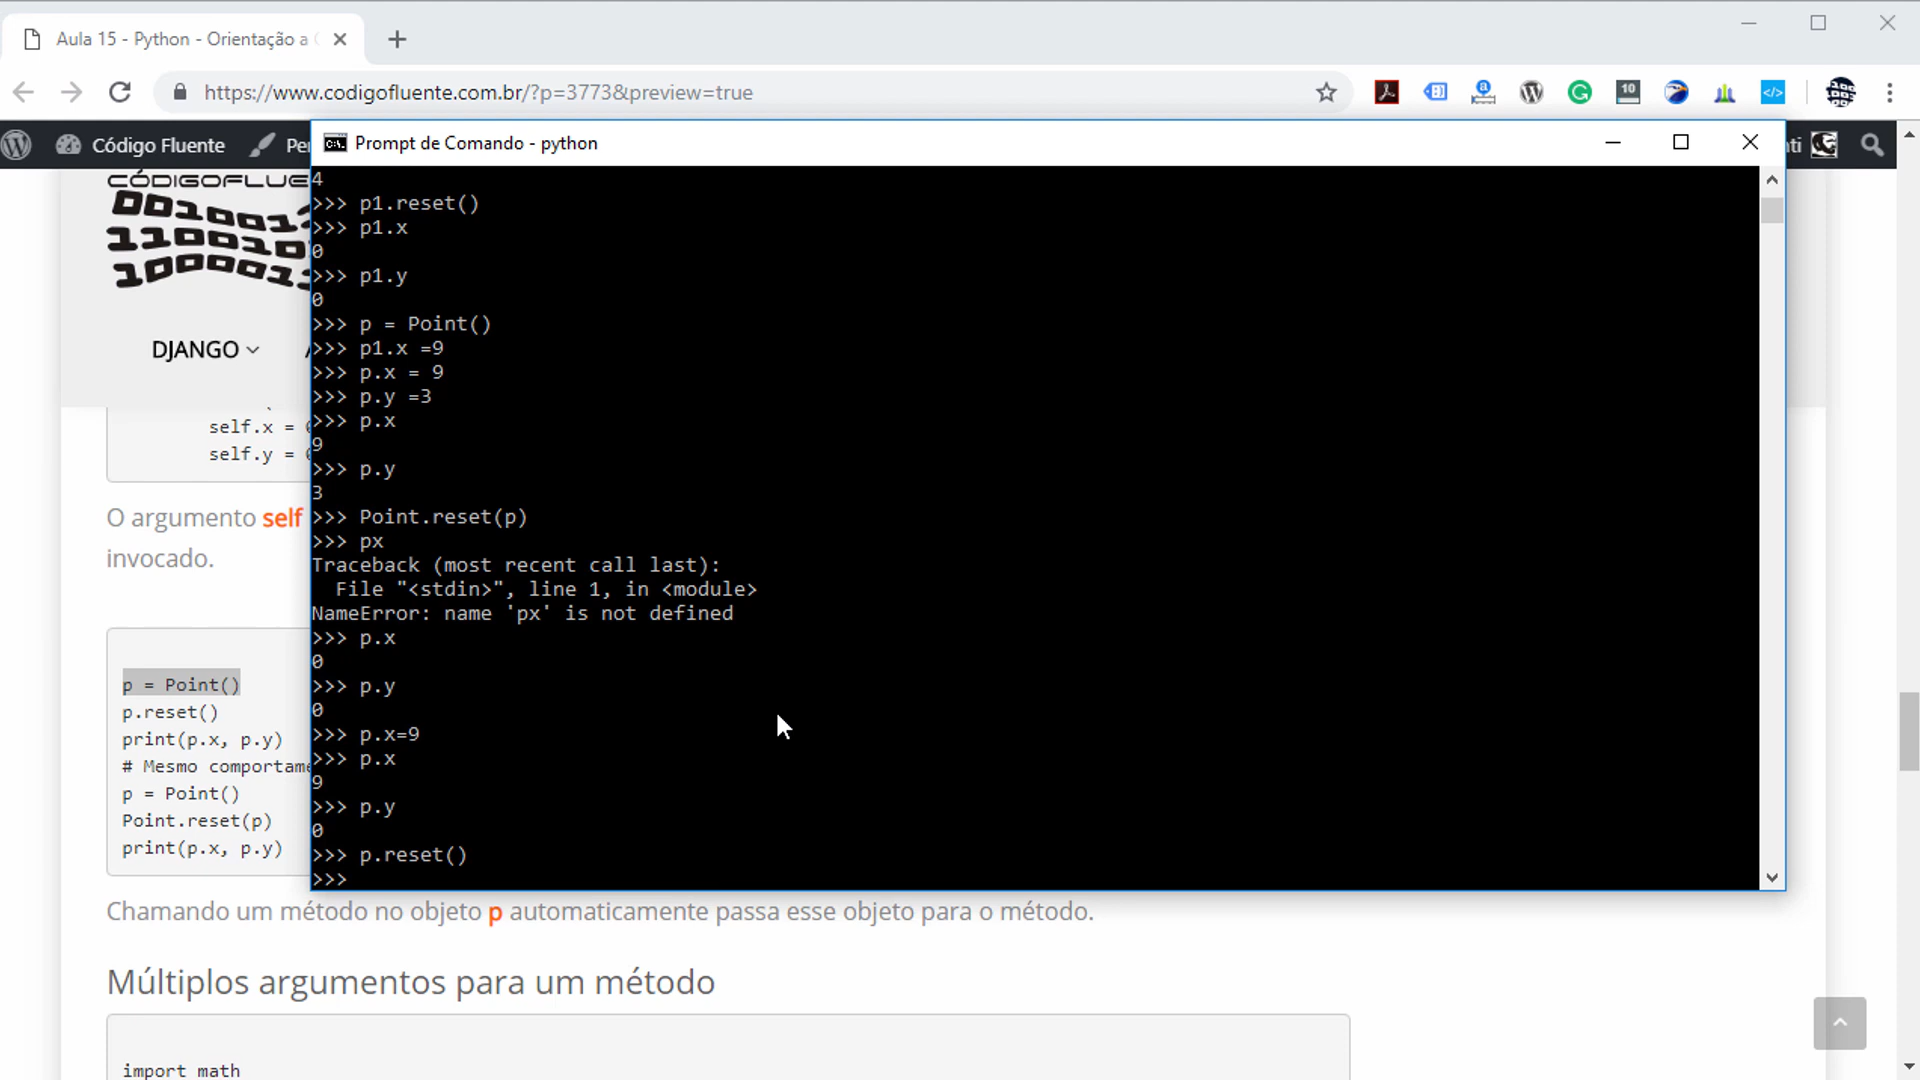 Aula 15 - Python - Orientação a
https://www.codigofluente.com.br/?p=3773&preview=true
10
Código Fluente
Prompt de Comando - python
CÓDIGOFLUE
DJANGO
4
>>> p1.reset()
>>> p1.x
0
>>> p1.y
0
>>> p = Point()
>>> p1.x =9
>>> p.x = 9
>>> p.y =3
>>> p.x
9
>>> p.y
3
>>> Point.reset(p)
>>> px
Traceback (most recent call last):
  File "<stdin>", line 1, in <module>
NameError: name 'px' is not defined
>>> p.x
0
>>> p.y
0
>>> p.x=9
>>> p.x
9
>>> p.y
0
>>> p.reset()
>>>
self.x =
self.y =
O argumento self
invocado.
p = Point()
p.reset()
print(p.x, p.y)
# Mesmo comportam
p = Point()
Point.reset(p)
print(p.x, p.y)
Chamando um método no objeto p automaticamente passa esse objeto para o método.
Múltiplos argumentos para um método
import math